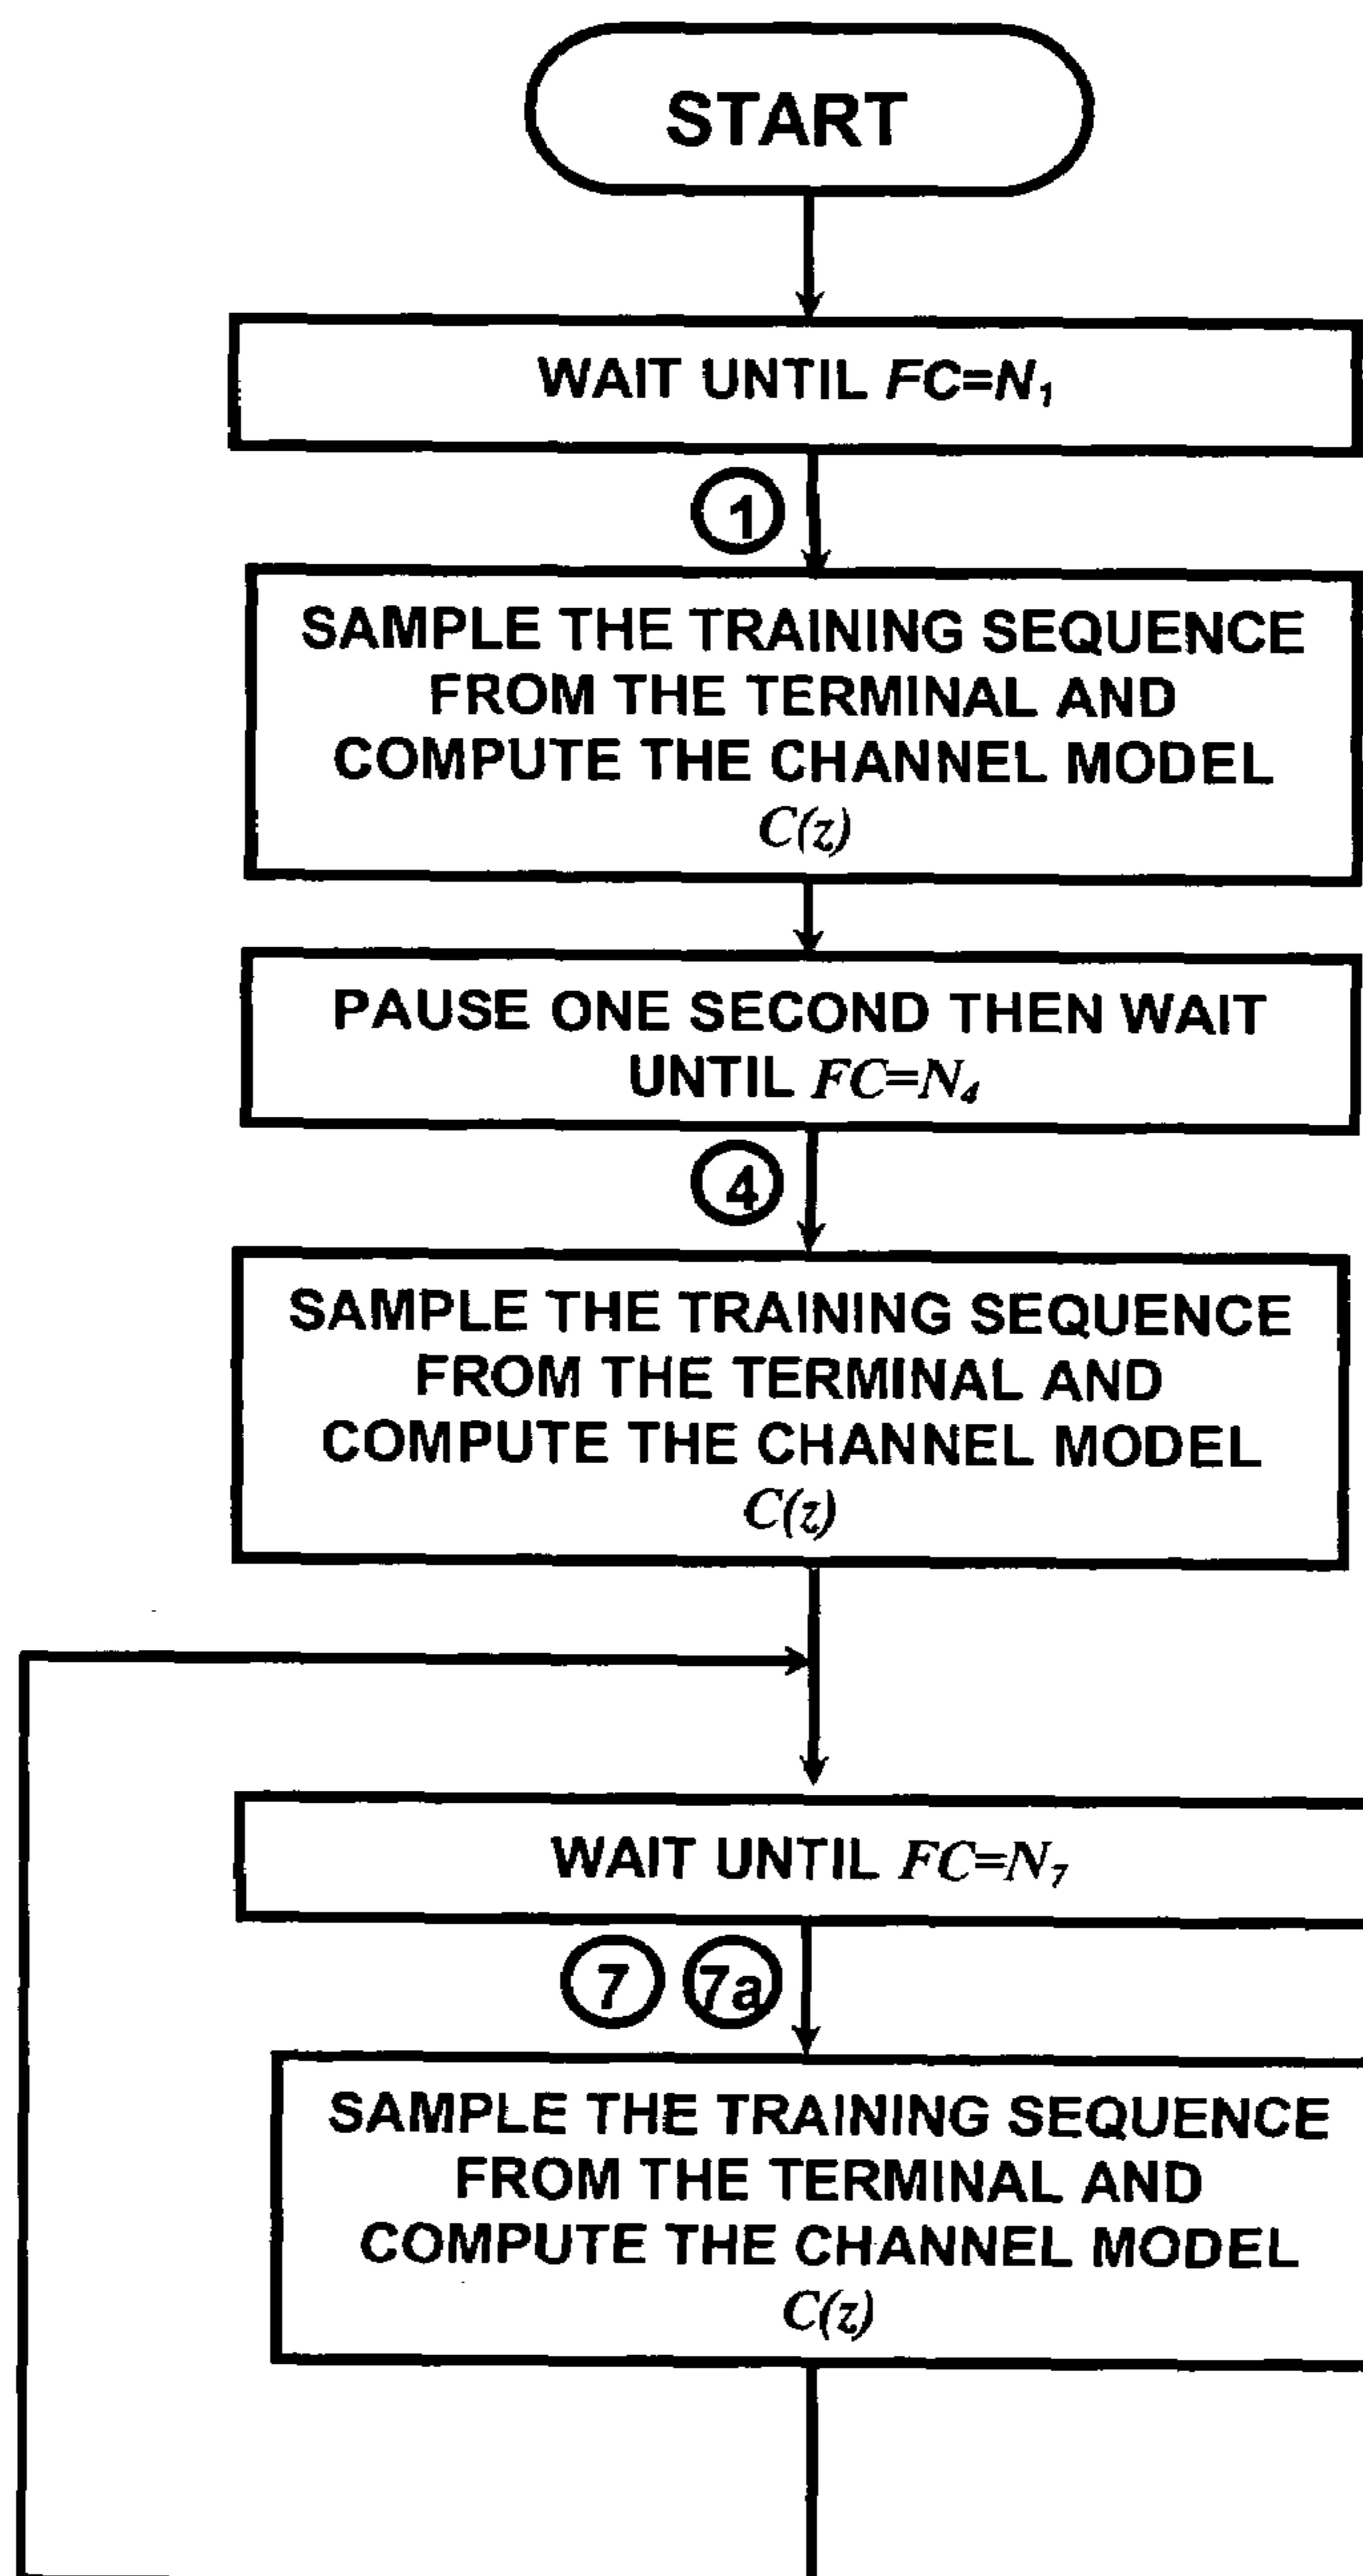 START
WAIT UNTIL FC=N₁
1
SAMPLE THE TRAINING SEQUENCE
FROM THE TERMINAL AND
COMPUTE THE CHANNEL MODEL
C(z)
PAUSE ONE SECOND THEN WAIT
UNTIL FC=N₄
4
SAMPLE THE TRAINING SEQUENCE
FROM THE TERMINAL AND
COMPUTE THE CHANNEL MODEL
C(z)
WAIT UNTIL FC=N₇
7 7a
SAMPLE THE TRAINING SEQUENCE
FROM THE TERMINAL AND
COMPUTE THE CHANNEL MODEL
C(z)